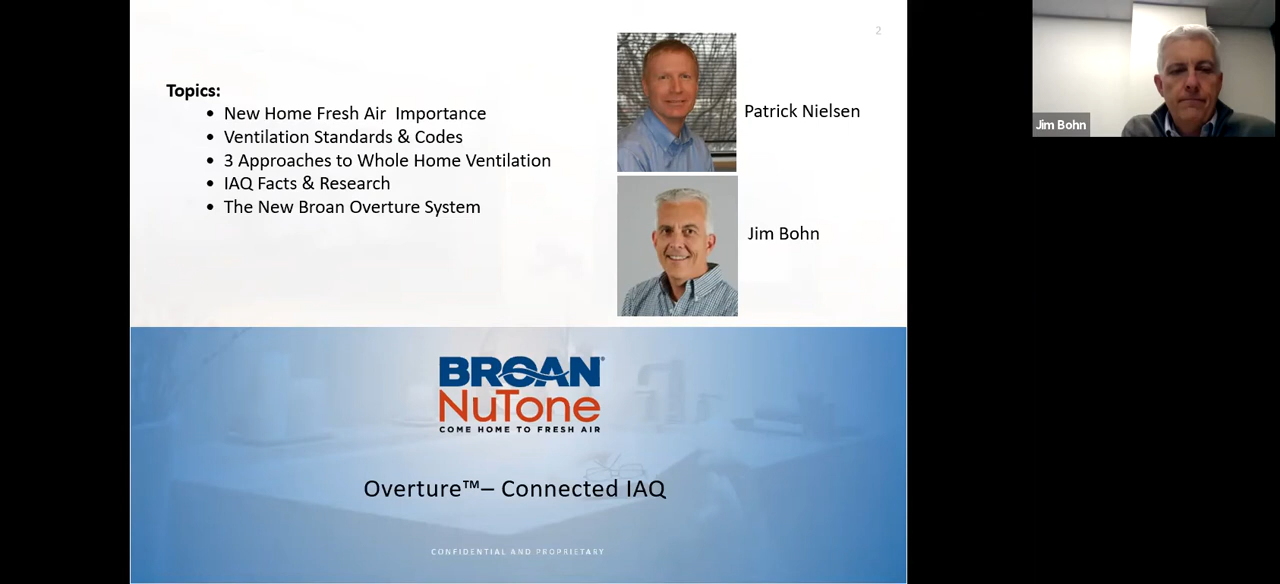 2
Topics:
• New Home Fresh Air Importance
• Ventilation Standards & Codes
• 3 Approaches to Whole Home Ventilation
• IAQ Facts & Research
• The New Broan Overture System
Patrick Nielsen
Jim Bohn
Jim Bohn
BROAN®
NuTone
COME HOME TO FRESH AIR
Overture™– Connected IAQ
CONFIDENTIAL AND PROPRIETARY